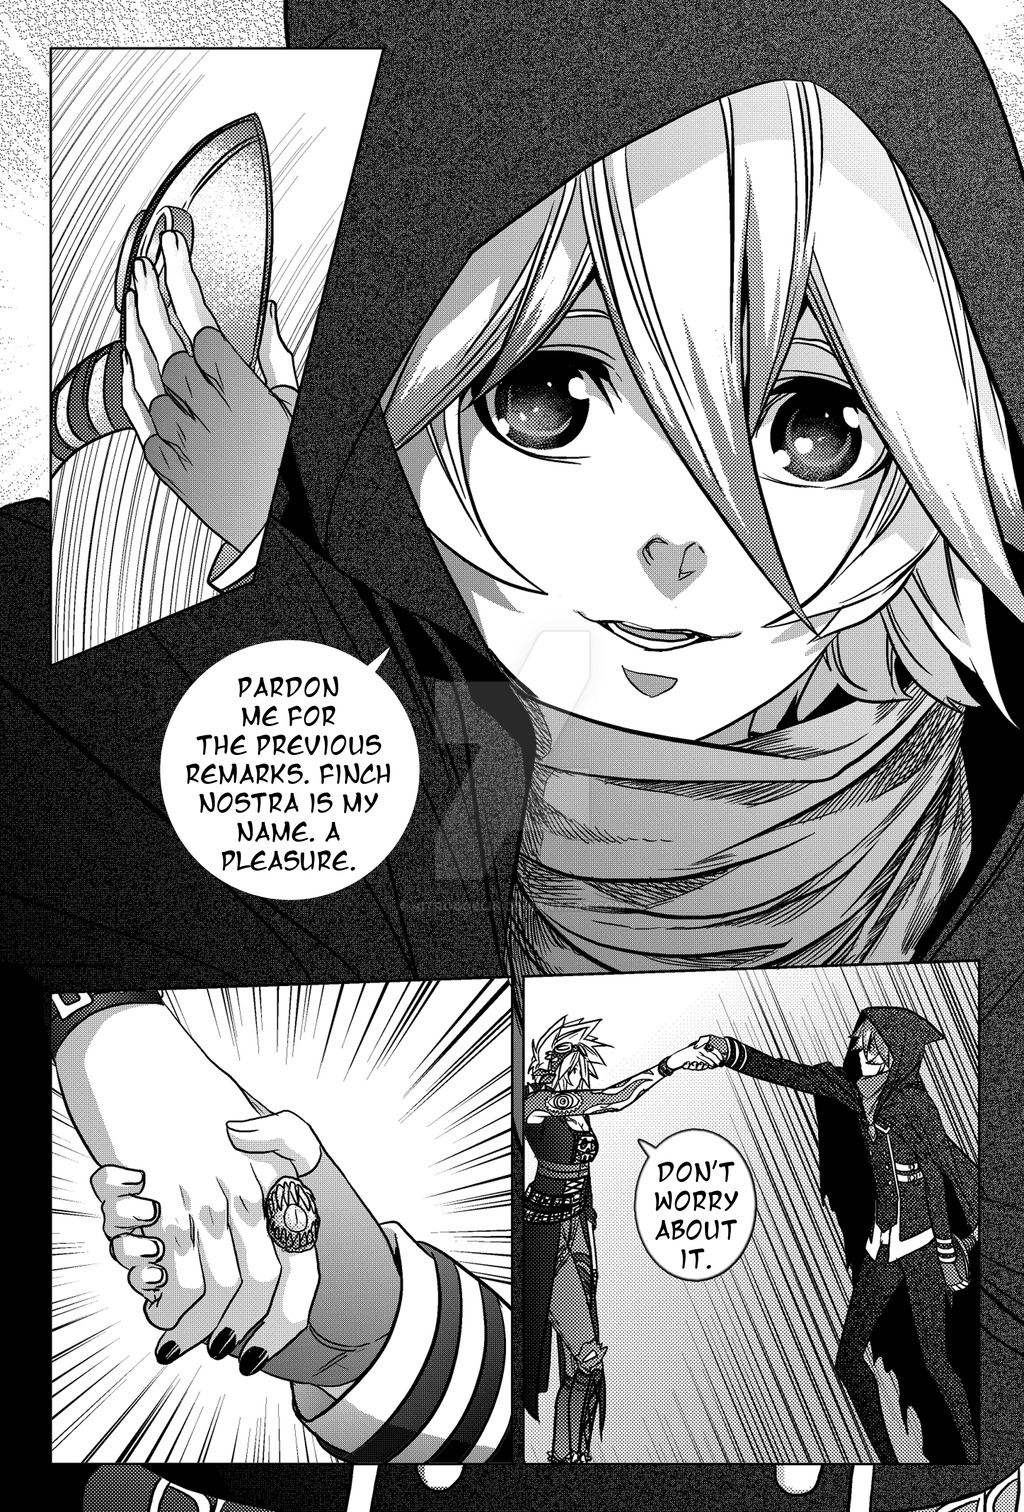 PARDON
ME FOR
THE PREVIOUS
REMARKS. FINCH
NOSTRA IS MY
NAME. A
PLEASURE.
DON'T
WORRY
ABOUT
IT.